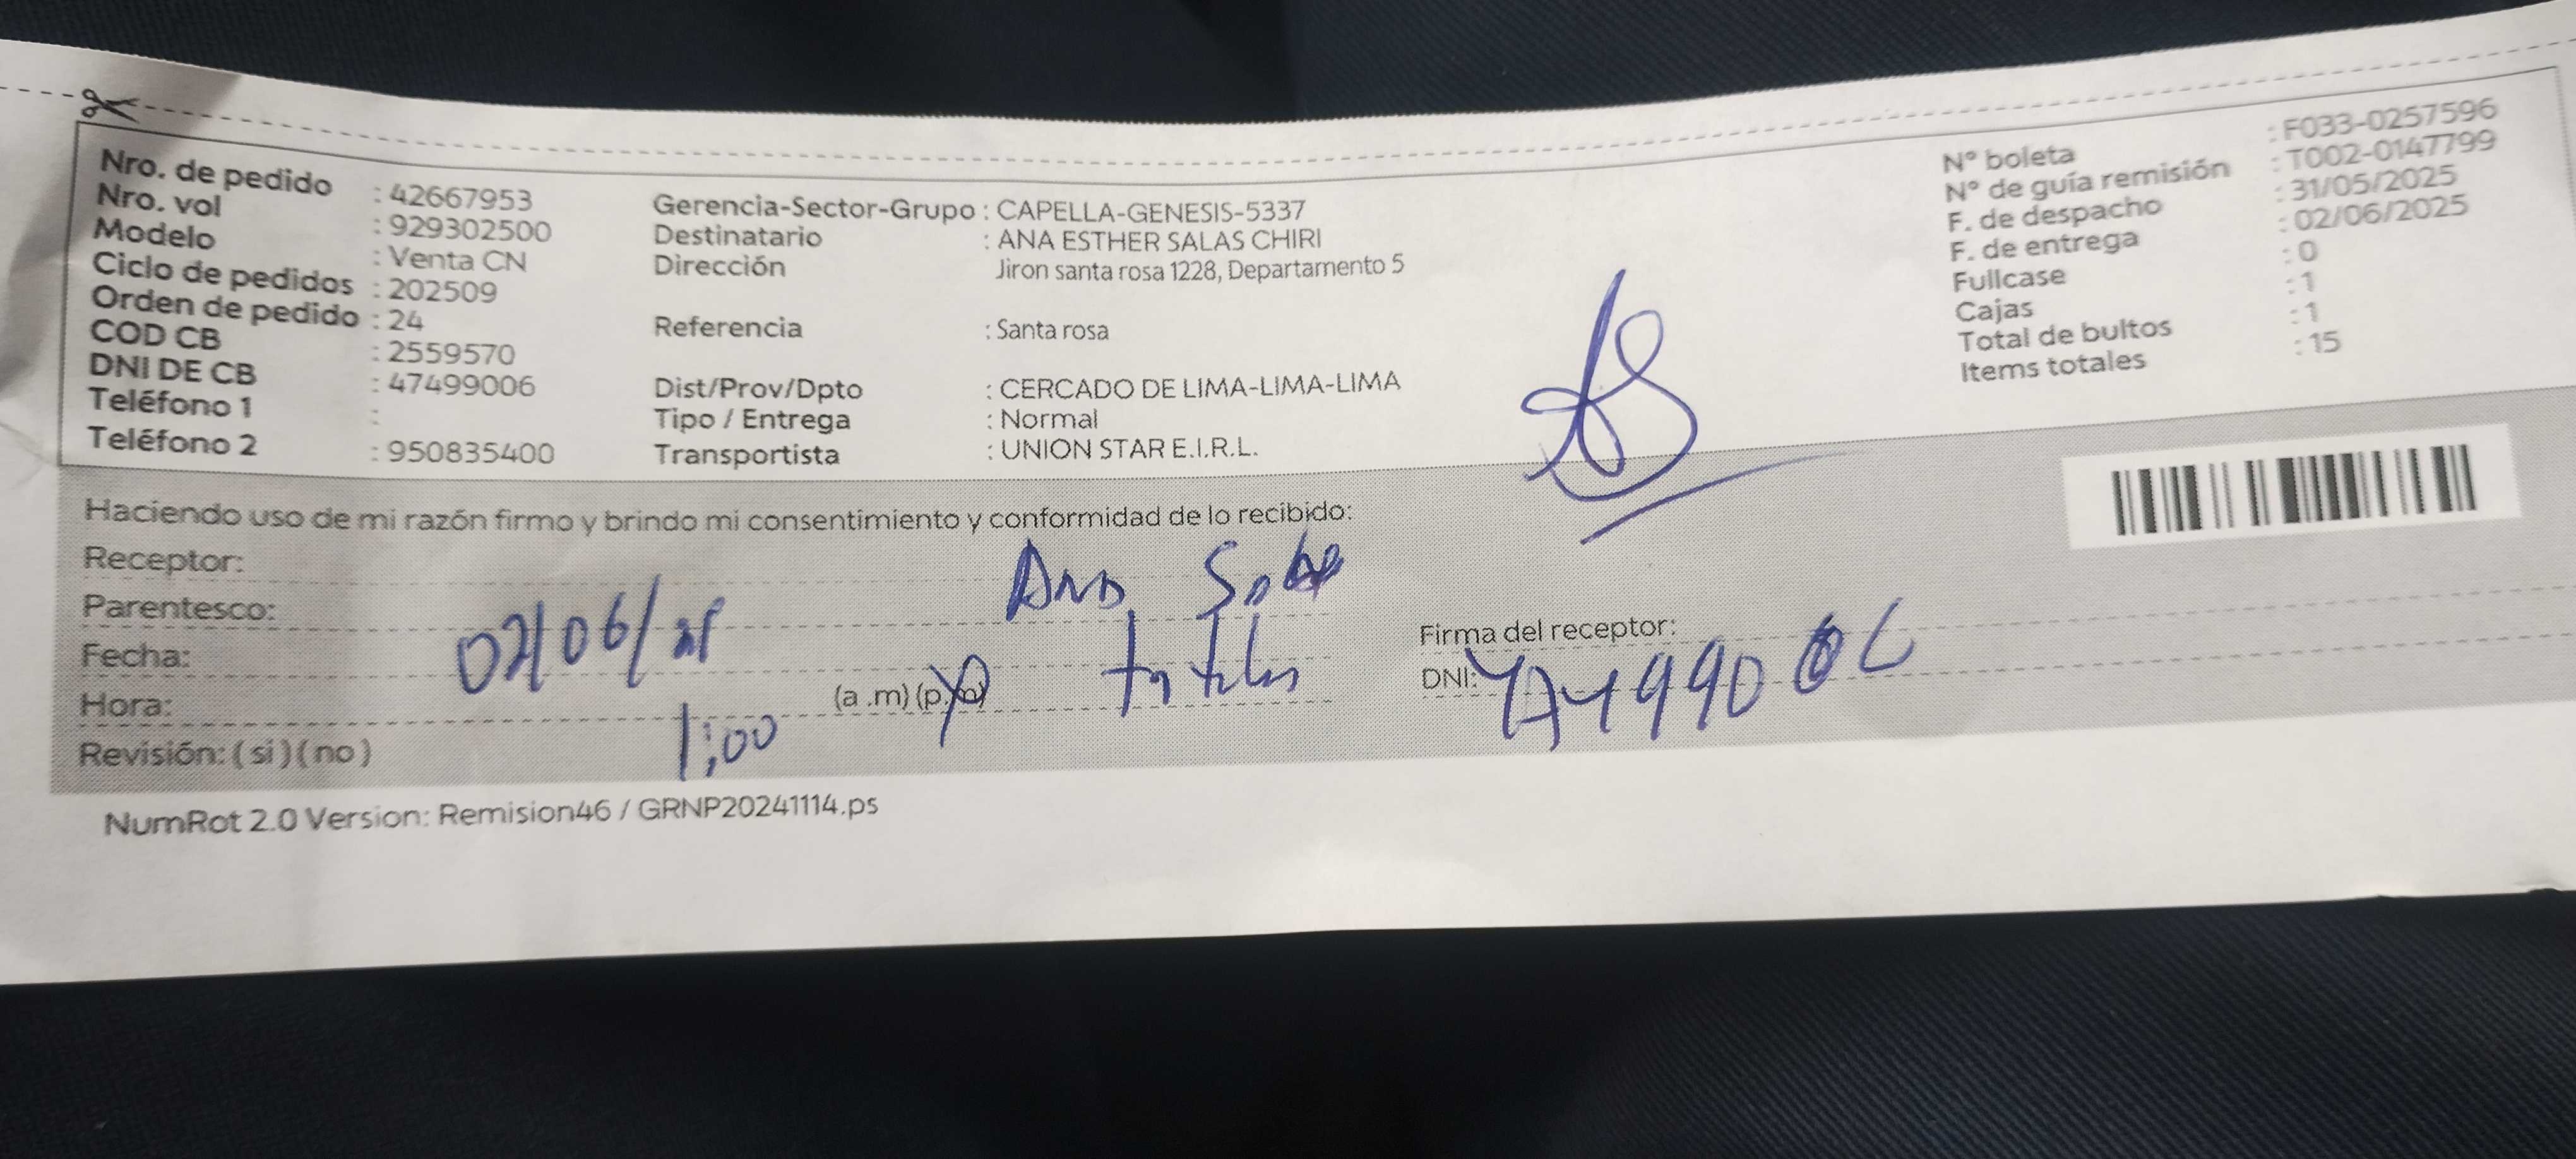 Nro. de pedido : 42667953
Nro. vol : 929302500
Modelo : Venta CN
Ciclo de pedidos : 202509
Orden de pedido : 24
COD CB : 2559570
DNI DE CB : 47499006
Teléfono 1 :
Teléfono 2 : 950835400
Gerencia-Sector-Grupo : CAPELLA-GENESIS-5337
Destinatario : ANA ESTHER SALAS CHIRI
Dirección Jiron santa rosa 1228, Departamento 5
Referencia : Santa rosa
Dist/Prov/Dpto : CERCADO DE LIMA-LIMA-LIMA
Tipo / Entrega : Normal
Transportista : UNION STAR E.I.R.L.
N° boleta : F033-0257596
N° de guía remisión : T002-0147799
F. de despacho : 31/05/2025
F. de entrega : 02/06/2025
Fullcase : 0
Cajas : 1
Total de bultos : 1
Items totales : 15
Haciendo uso de mi razón firmo y brindo mi consentimiento y conformidad de lo recibido:
Receptor:
Parentesco:
Fecha: 02/06/
Hora: 1:00 (a .m) (p.m)
Revisión: ( si ) ( no )
Firma del receptor:
DNI:
NumRot 2.0 Version: Remision46 / GRNP20241114.ps